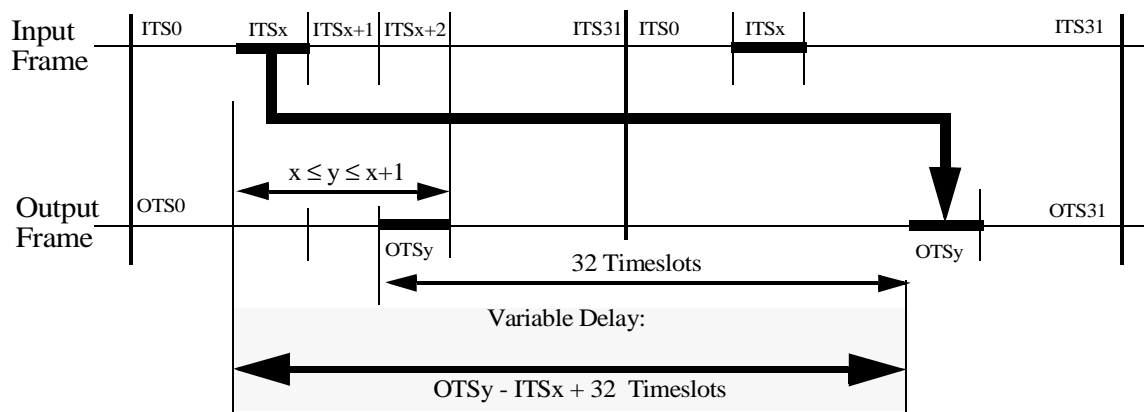 Input
Frame
ITS0 ITSx ITSx+1 ITSx+2 ITS31 ITS0 ITSx ITS31
x ≤ y ≤ x+1
Output
Frame
OTS0 OTS31
OTSy OTSy
32 Timeslots
Variable Delay:
OTSy - ITSx + 32 Timeslots